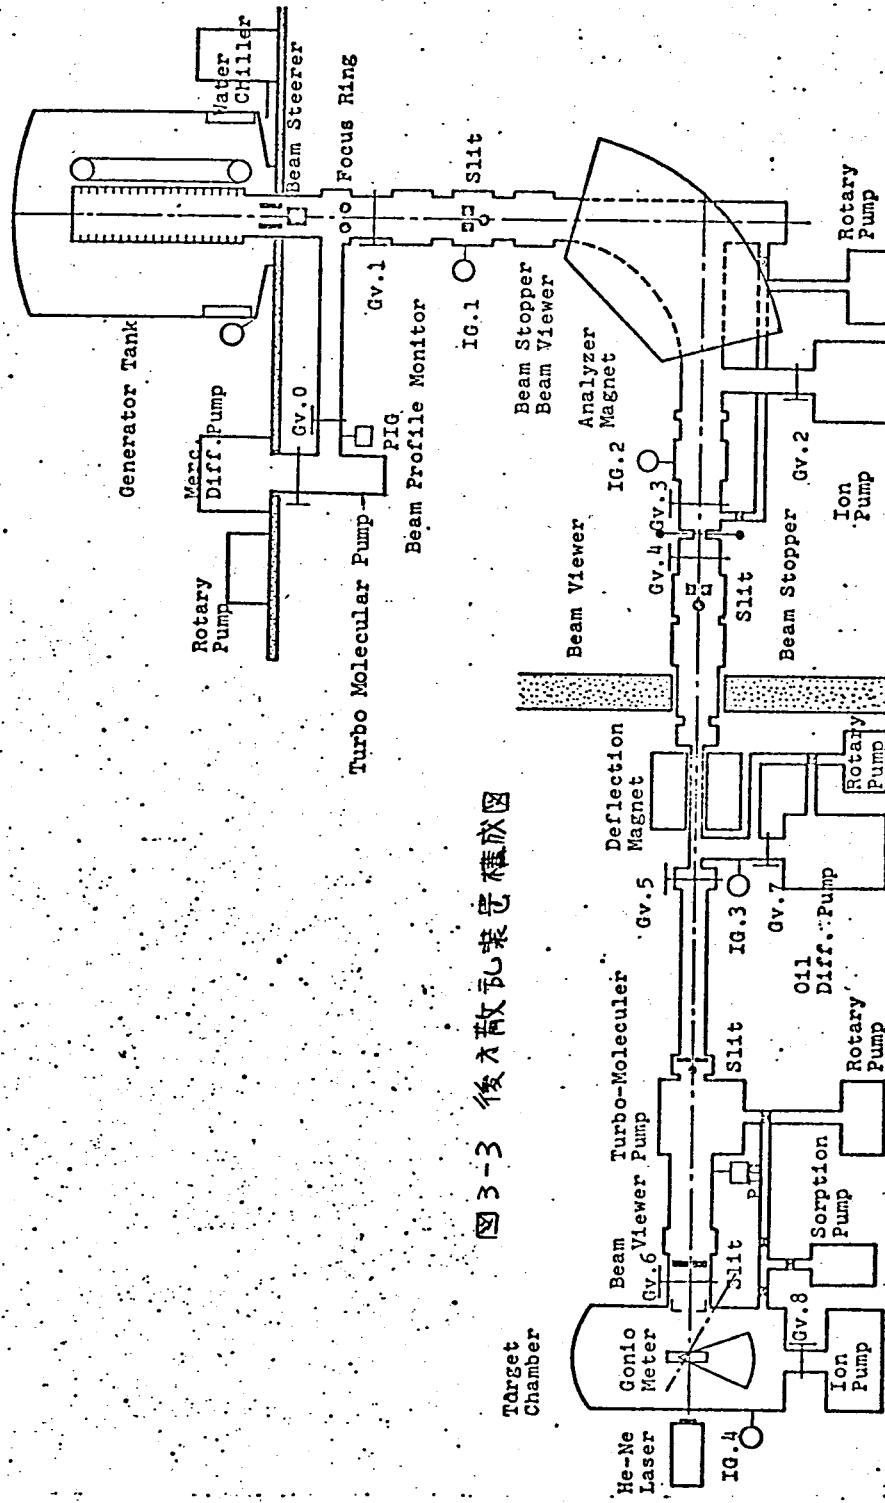 Water
Chiller
Beam Steerer
Focus Ring
Slit
Rotary
Pump
Generator Tank
Gv.1
IG.1
Beam Stopper
Beam Viewer
Analyzer
Magnet
Merc.
Diff.Pump
Gv.0
PIG
Beam Profile Monitor
IG.2
Gv.3
Gv.4
Gv.2
Ion
Pump
Rotary
Pump
Turbo Molecular Pump
Beam Viewer
Slit
Beam Stopper
Deflection
Magnet
Rotary
Pump
Gv.5
IG.3
Gv.7
Oil
Diff.Pump
図3-3 後方散乱装置構成図
Turbo-Moleculer
Pump
Slit
Rotary
Pump
Beam
Viewer
Gv.6
Slit
Sorption
Pump
Target
Chamber
Gonio
Meter
Gv.8
Ion
Pump
He-Ne
Laser
IG.4